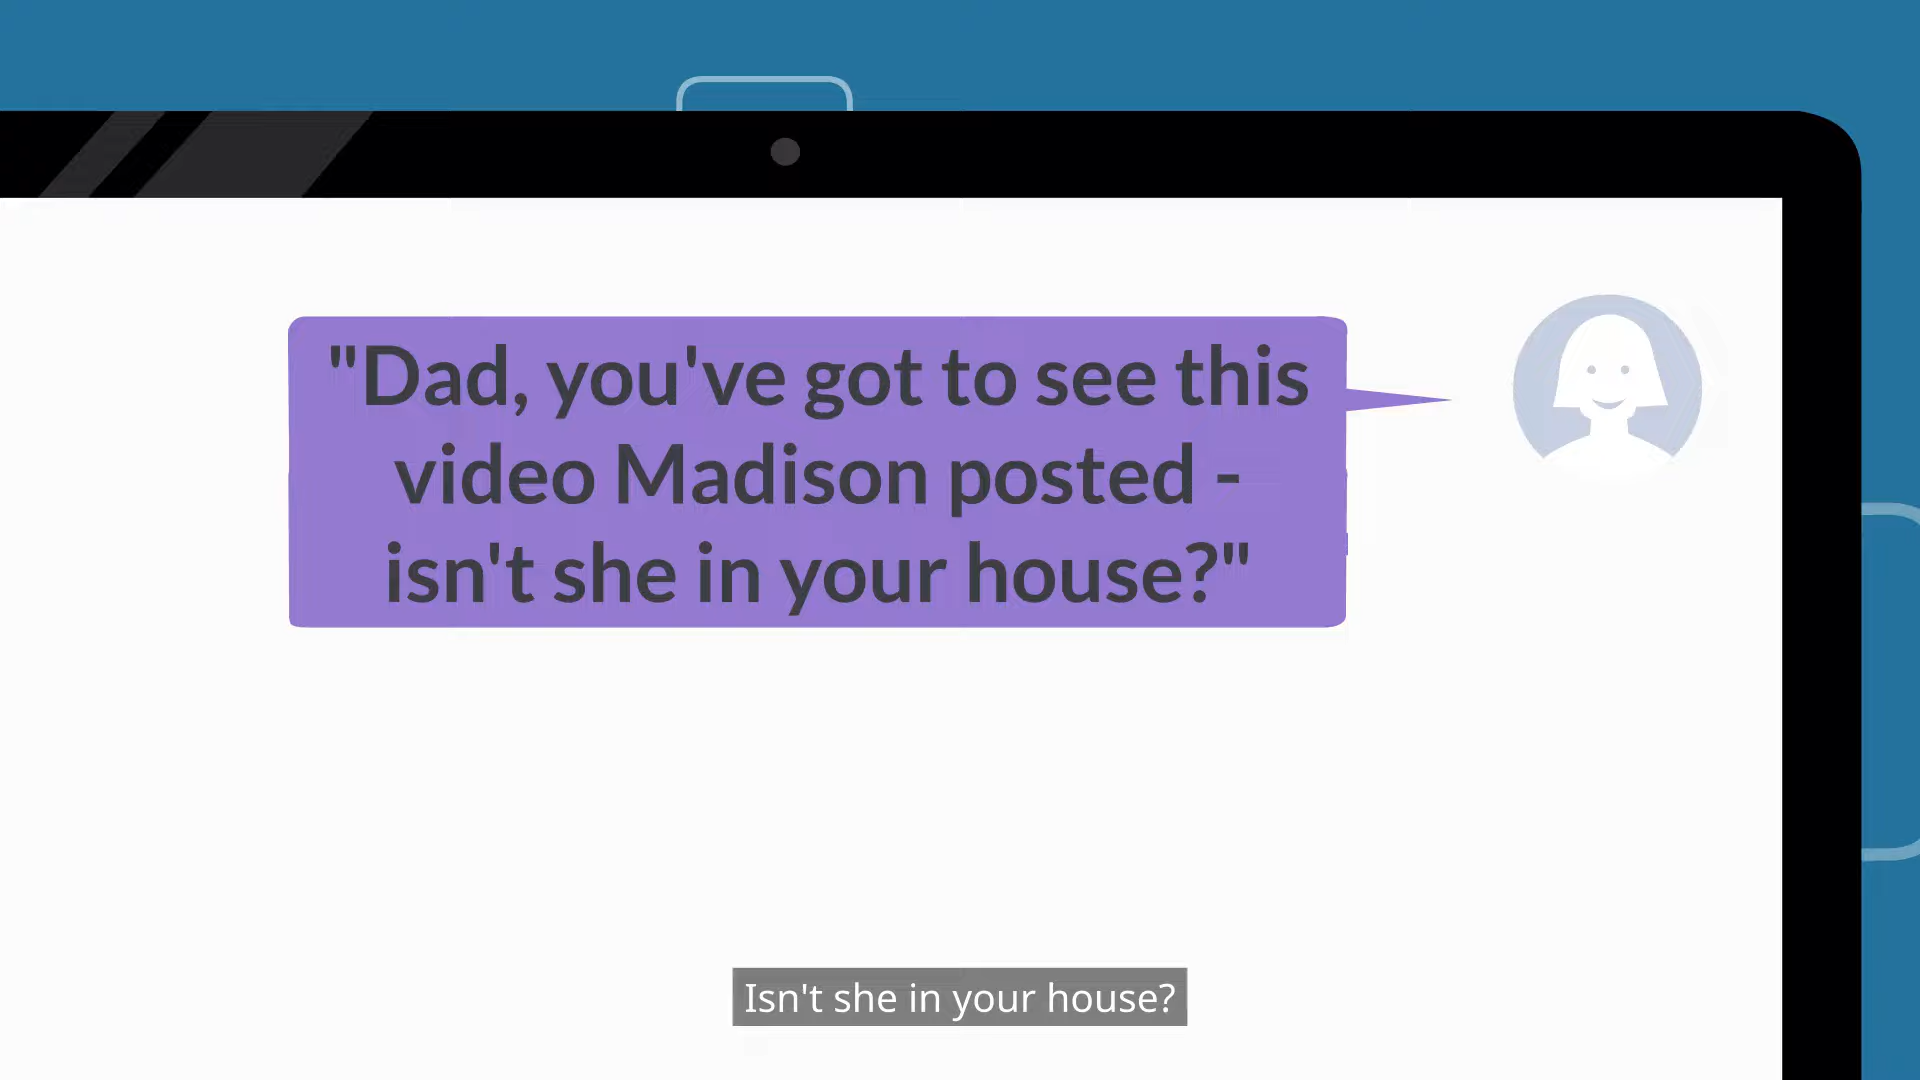 "Dad, you've got to see this
video Madison posted -
isn't she in your house?"
Isn't she in your house?